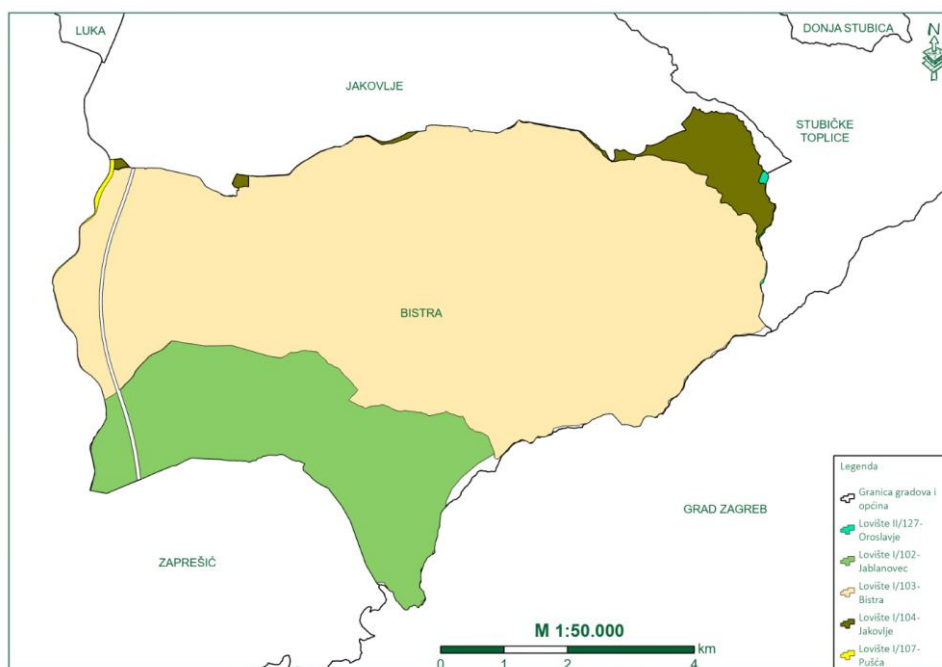 LUKA
DONJA STUBICA
N
JAKOVLJE
STUBIČKE
TOPLICE
BISTRA
GRAD ZAGREB
ZAPREŠIĆ
M 1:50.000
km
0 1 2 4
Legenda
Granica gradova i
općina
Lovište II/127-
Oroslavje
Lovište I/102-
Jablanovec
Lovište I/103-
Bistra
Lovište I/104-
Jakovlje
Lovište I/107-
Pušća